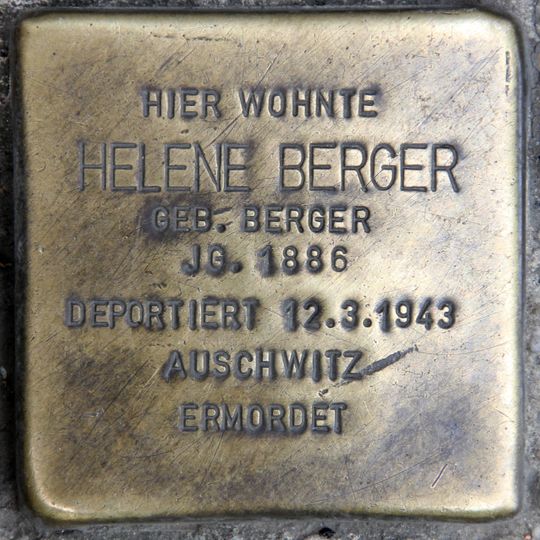 HIER WOHNTE
HELENE BERGER
GEB. BERGER
JG. 1886
DEPORTIERT 12.3.1943
AUSCHWITZ
ERMORDET